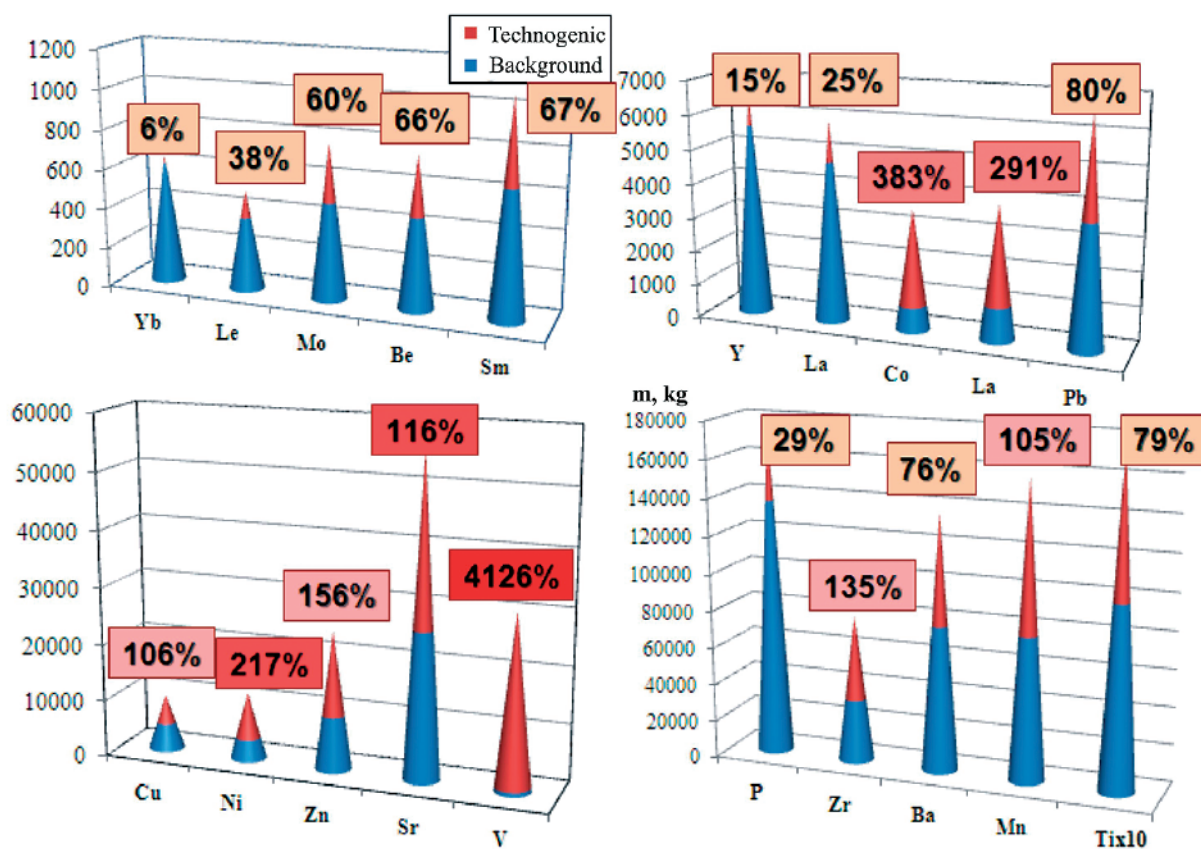 Technogenic
Background
1200
1000
800
600
400
200
0
6%
38%
60%
66%
67%
Yb
Le
Mo
Be
Sm
7000
6000
5000
4000
3000
2000
1000
0
15%
25%
383%
291%
80%
Y
La
Co
La
Pb
60000
50000
40000
30000
20000
10000
0
106%
217%
156%
116%
4126%
Cu
Ni
Zn
Sr
V
m, kg
180000
160000
140000
120000
100000
80000
60000
40000
20000
0
29%
135%
76%
105%
79%
P
Zr
Ba
Mn
Tix10